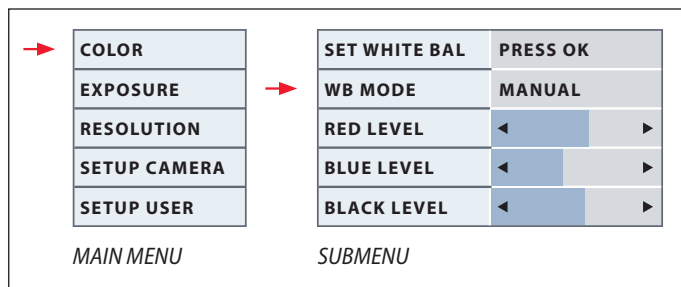 COLOR
EXPOSURE
RESOLUTION
SETUP CAMERA
SETUP USER
MAIN MENU
SET WHITE BAL PRESS OK
WB MODE MANUAL
RED LEVEL
BLUE LEVEL
BLACK LEVEL
SUBMENU